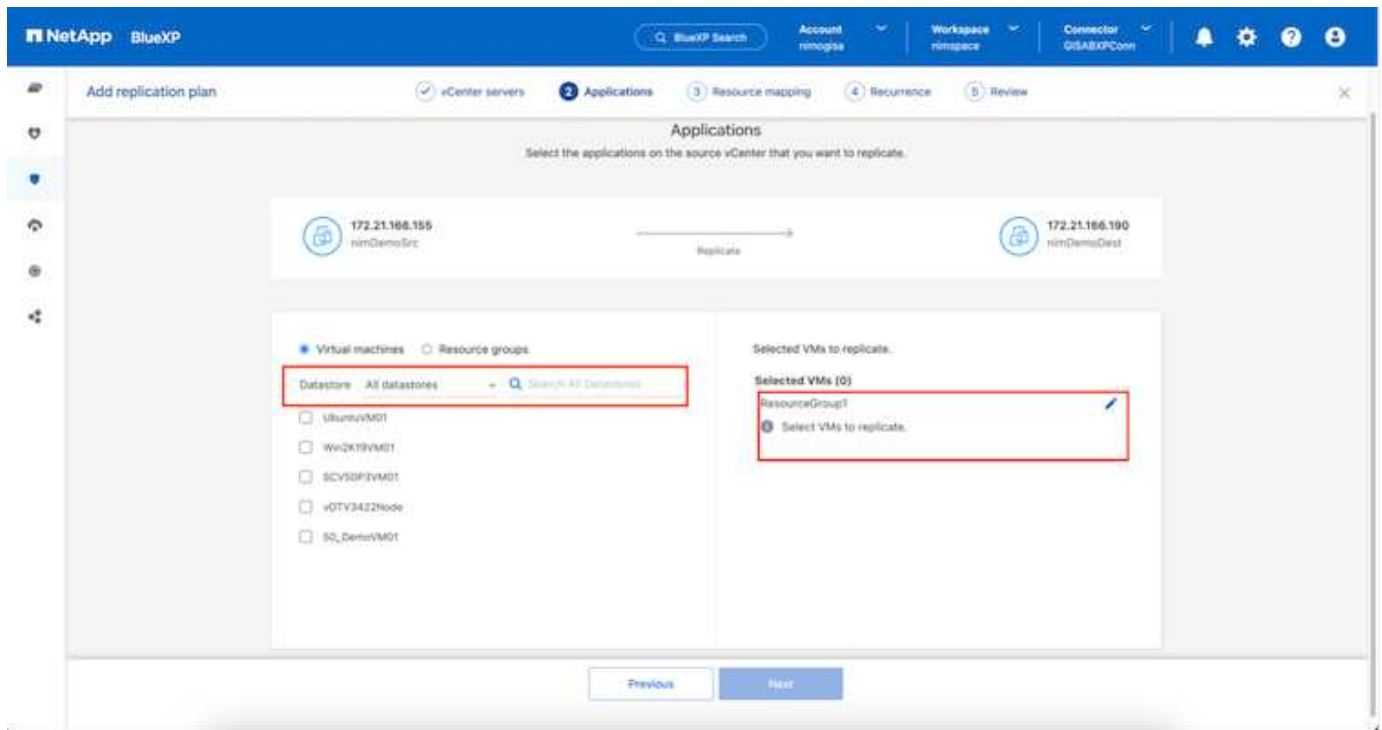 NetApp BlueXP
BlueXP Search
Account
nimogisa
Workspace
nimspace
Connector
GISABXPConn
Add replication plan
vCenter servers
2 Applications
3 Resource mapping
4 Recurrence
5 Review
Applications
Select the applications on the source vCenter that you want to replicate.
172.21.166.155
nimDemoSrc
Replicate
172.21.166.190
nimDemoDest
Virtual machines
Resource groups
Datastore All datastores
Search All Datastores
UbuntuVM01
Win2K19VM01
SCV50P3VM01
vOTV3422Node
50_DemoVM01
Selected VMs to replicate.
Selected VMs (0)
ResourceGroup1
Select VMs to replicate.
Previous
Next